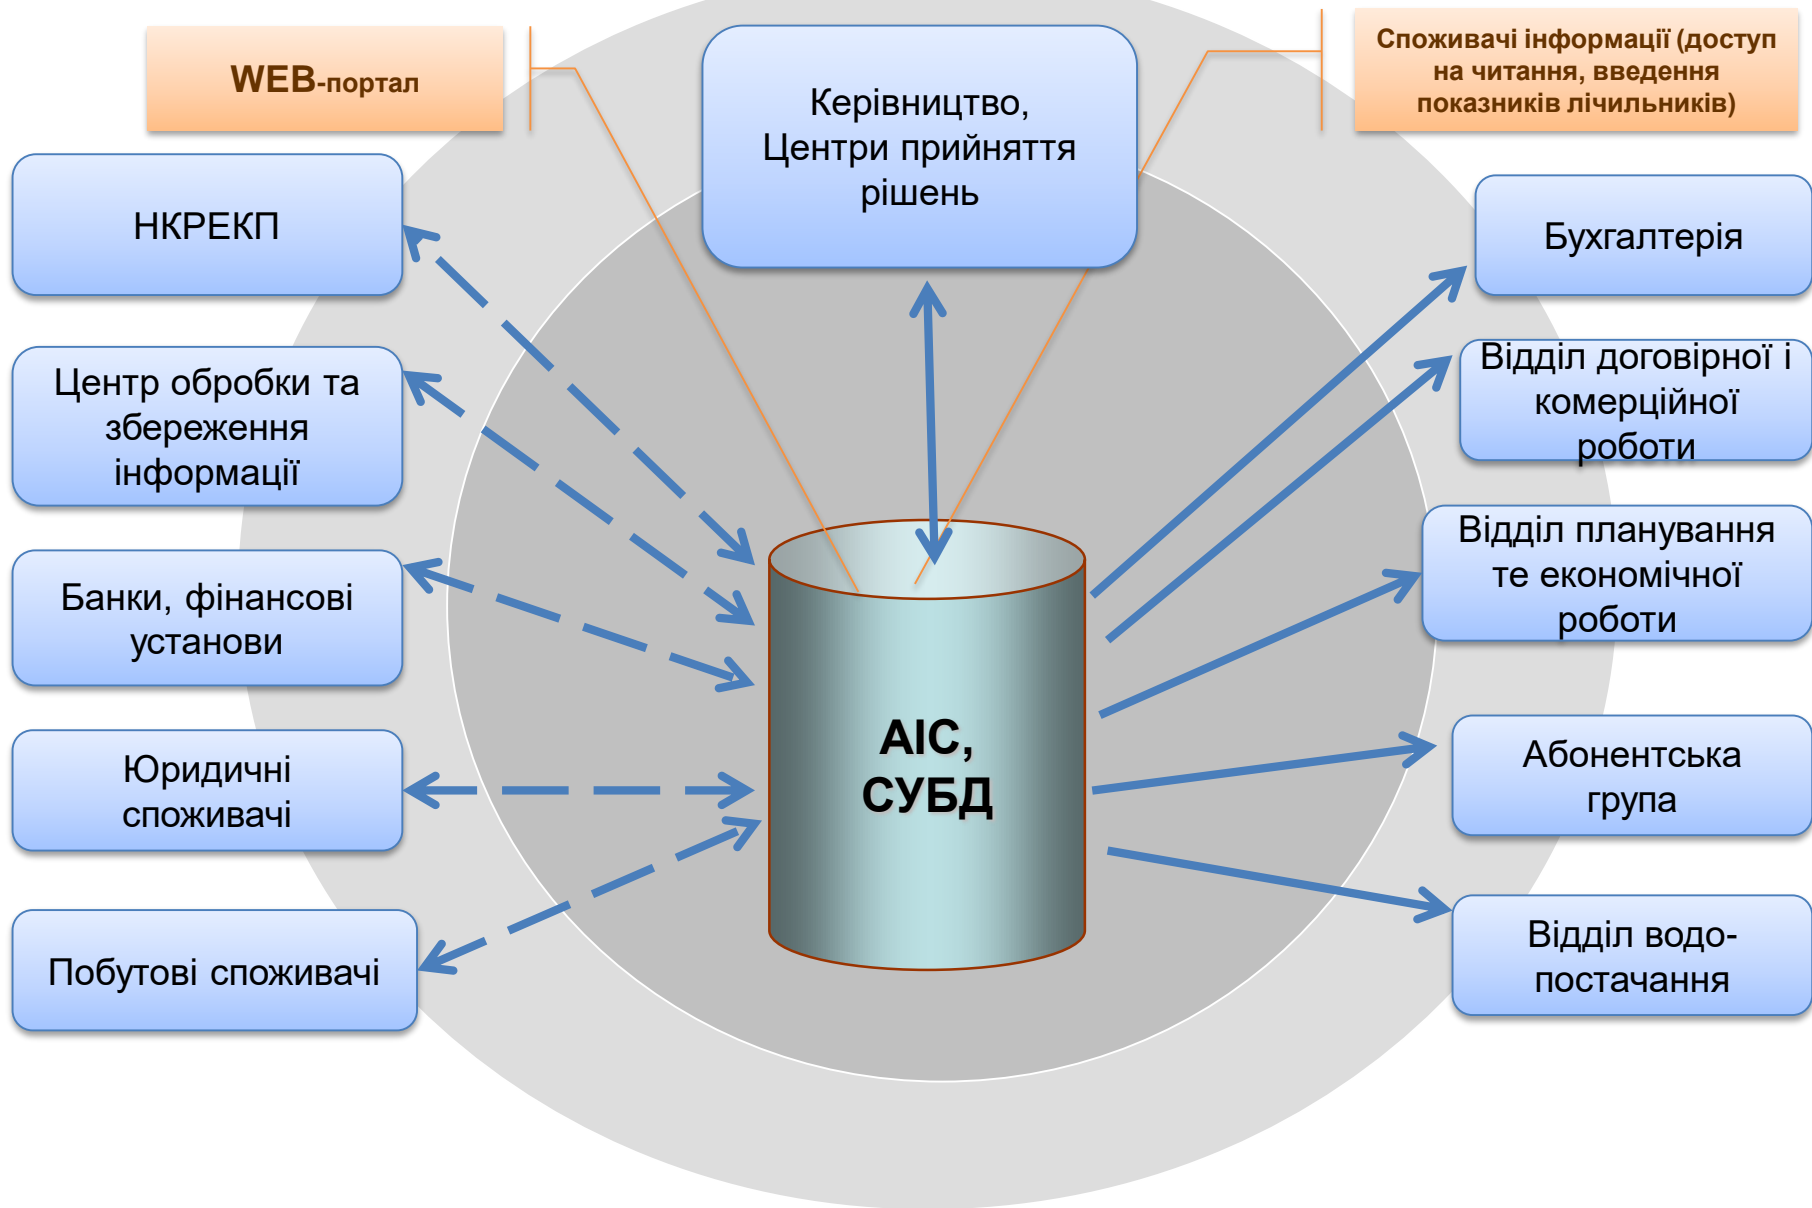 WEB-портал
Керівництво,
Центри прийняття
рішень
Споживачі інформації (доступ
на читання, введення
показників лічильників)
НКРЕКП
Центр обробки та
збереження
інформації
Банки, фінансові
установи
Юридичні
споживачі
Побутові споживачі
АІС,
СУБД
Бухгалтерія
Відділ договірної і
комерційної
роботи
Відділ планування
те економічної
роботи
Абонентська
група
Відділ водо-
постачання